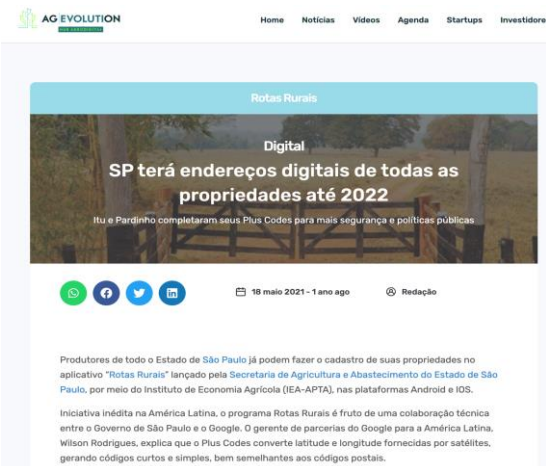 AG EVOLUTION
Home Notícias Vídeos Agenda Startups Investidore
Rotas Rurais
Digital
SP terá endereços digitais de todas as
propriedades até 2022
Itu e Pardinho completaram seus Plus Codes para mais segurança e políticas públicas
18 maio 2021 - 1 ano ago Redação
Produtores de todo o Estado de São Paulo já podem fazer o cadastro de suas propriedades no
aplicativo "Rotas Rurais" lançado pela Secretaria de Agricultura e Abastecimento do Estado de São
Paulo, por meio do Instituto de Economia Agrícola (IEA-APTA), nas plataformas Android e IOS.
Iniciativa inédita na América Latina, o programa Rotas Rurais é fruto de uma colaboração técnica
entre o Governo de São Paulo e o Google. O gerente de parcerias do Google para a América Latina,
Wilson Rodrigues, explica que o Plus Codes converte latitude e longitude fornecidas por satélites,
gerando códigos curtos e simples, bem semelhantes aos códigos postais.